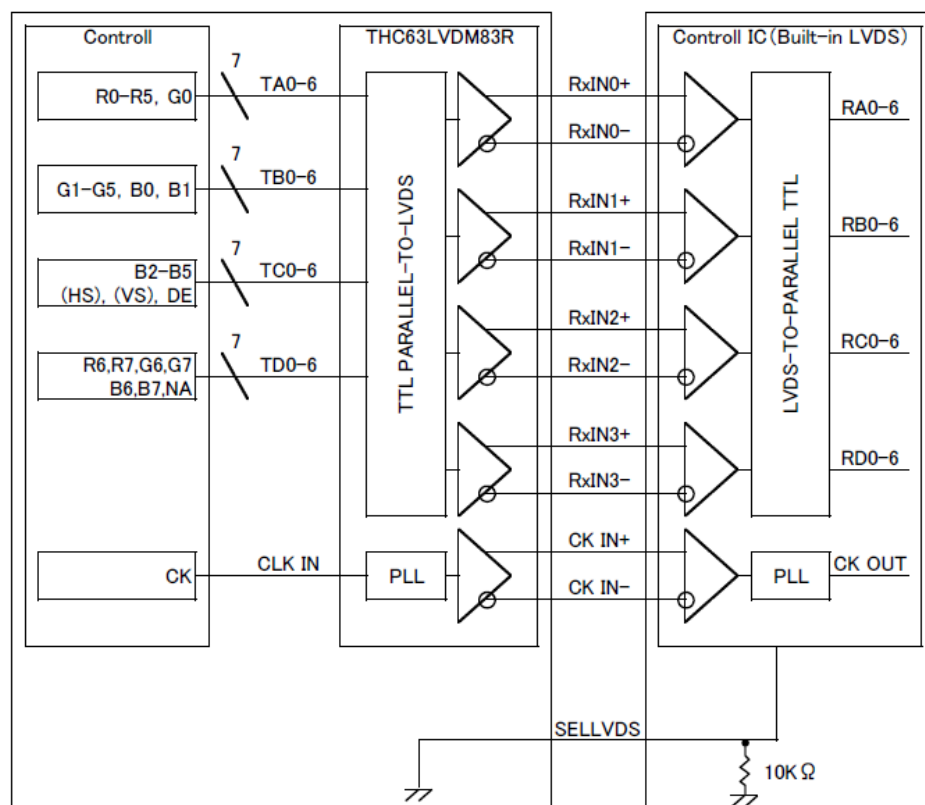 Controll
THC63LVDM83R
Controll IC(Built-in LVDS)
R0-R5, G0
7
TA0-6
RxIN0+
RxIN0-
RA0-6
G1-G5, B0, B1
7
TB0-6
RxIN1+
RxIN1-
RB0-6
B2-B5
(HS), (VS), DE
7
TC0-6
RxIN2+
RxIN2-
RC0-6
R6,R7,G6,G7
B6,B7,NA
7
TD0-6
RxIN3+
RxIN3-
RD0-6
TTL PARALLEL-TO-LVDS
LVDS-TO-PARALLEL TTL
CK
CLK IN
PLL
CK IN+
CK IN-
PLL
CK OUT
SELLVDS
10KΩ